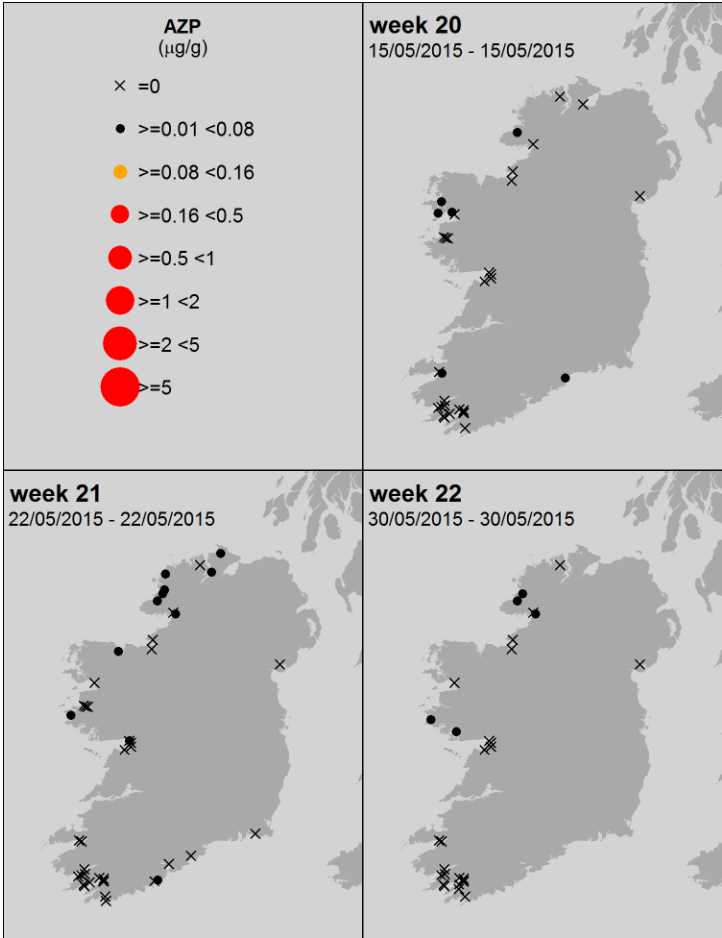 AZP
(µg/g)
=0
>=0.01 <0.08
>=0.08 <0.16
>=0.16 <0.5
>=0.5 <1
>=1 <2
>=2 <5
>=5
week 20
15/05/2015 - 15/05/2015
week 21
22/05/2015 - 22/05/2015
week 22
30/05/2015 - 30/05/2015